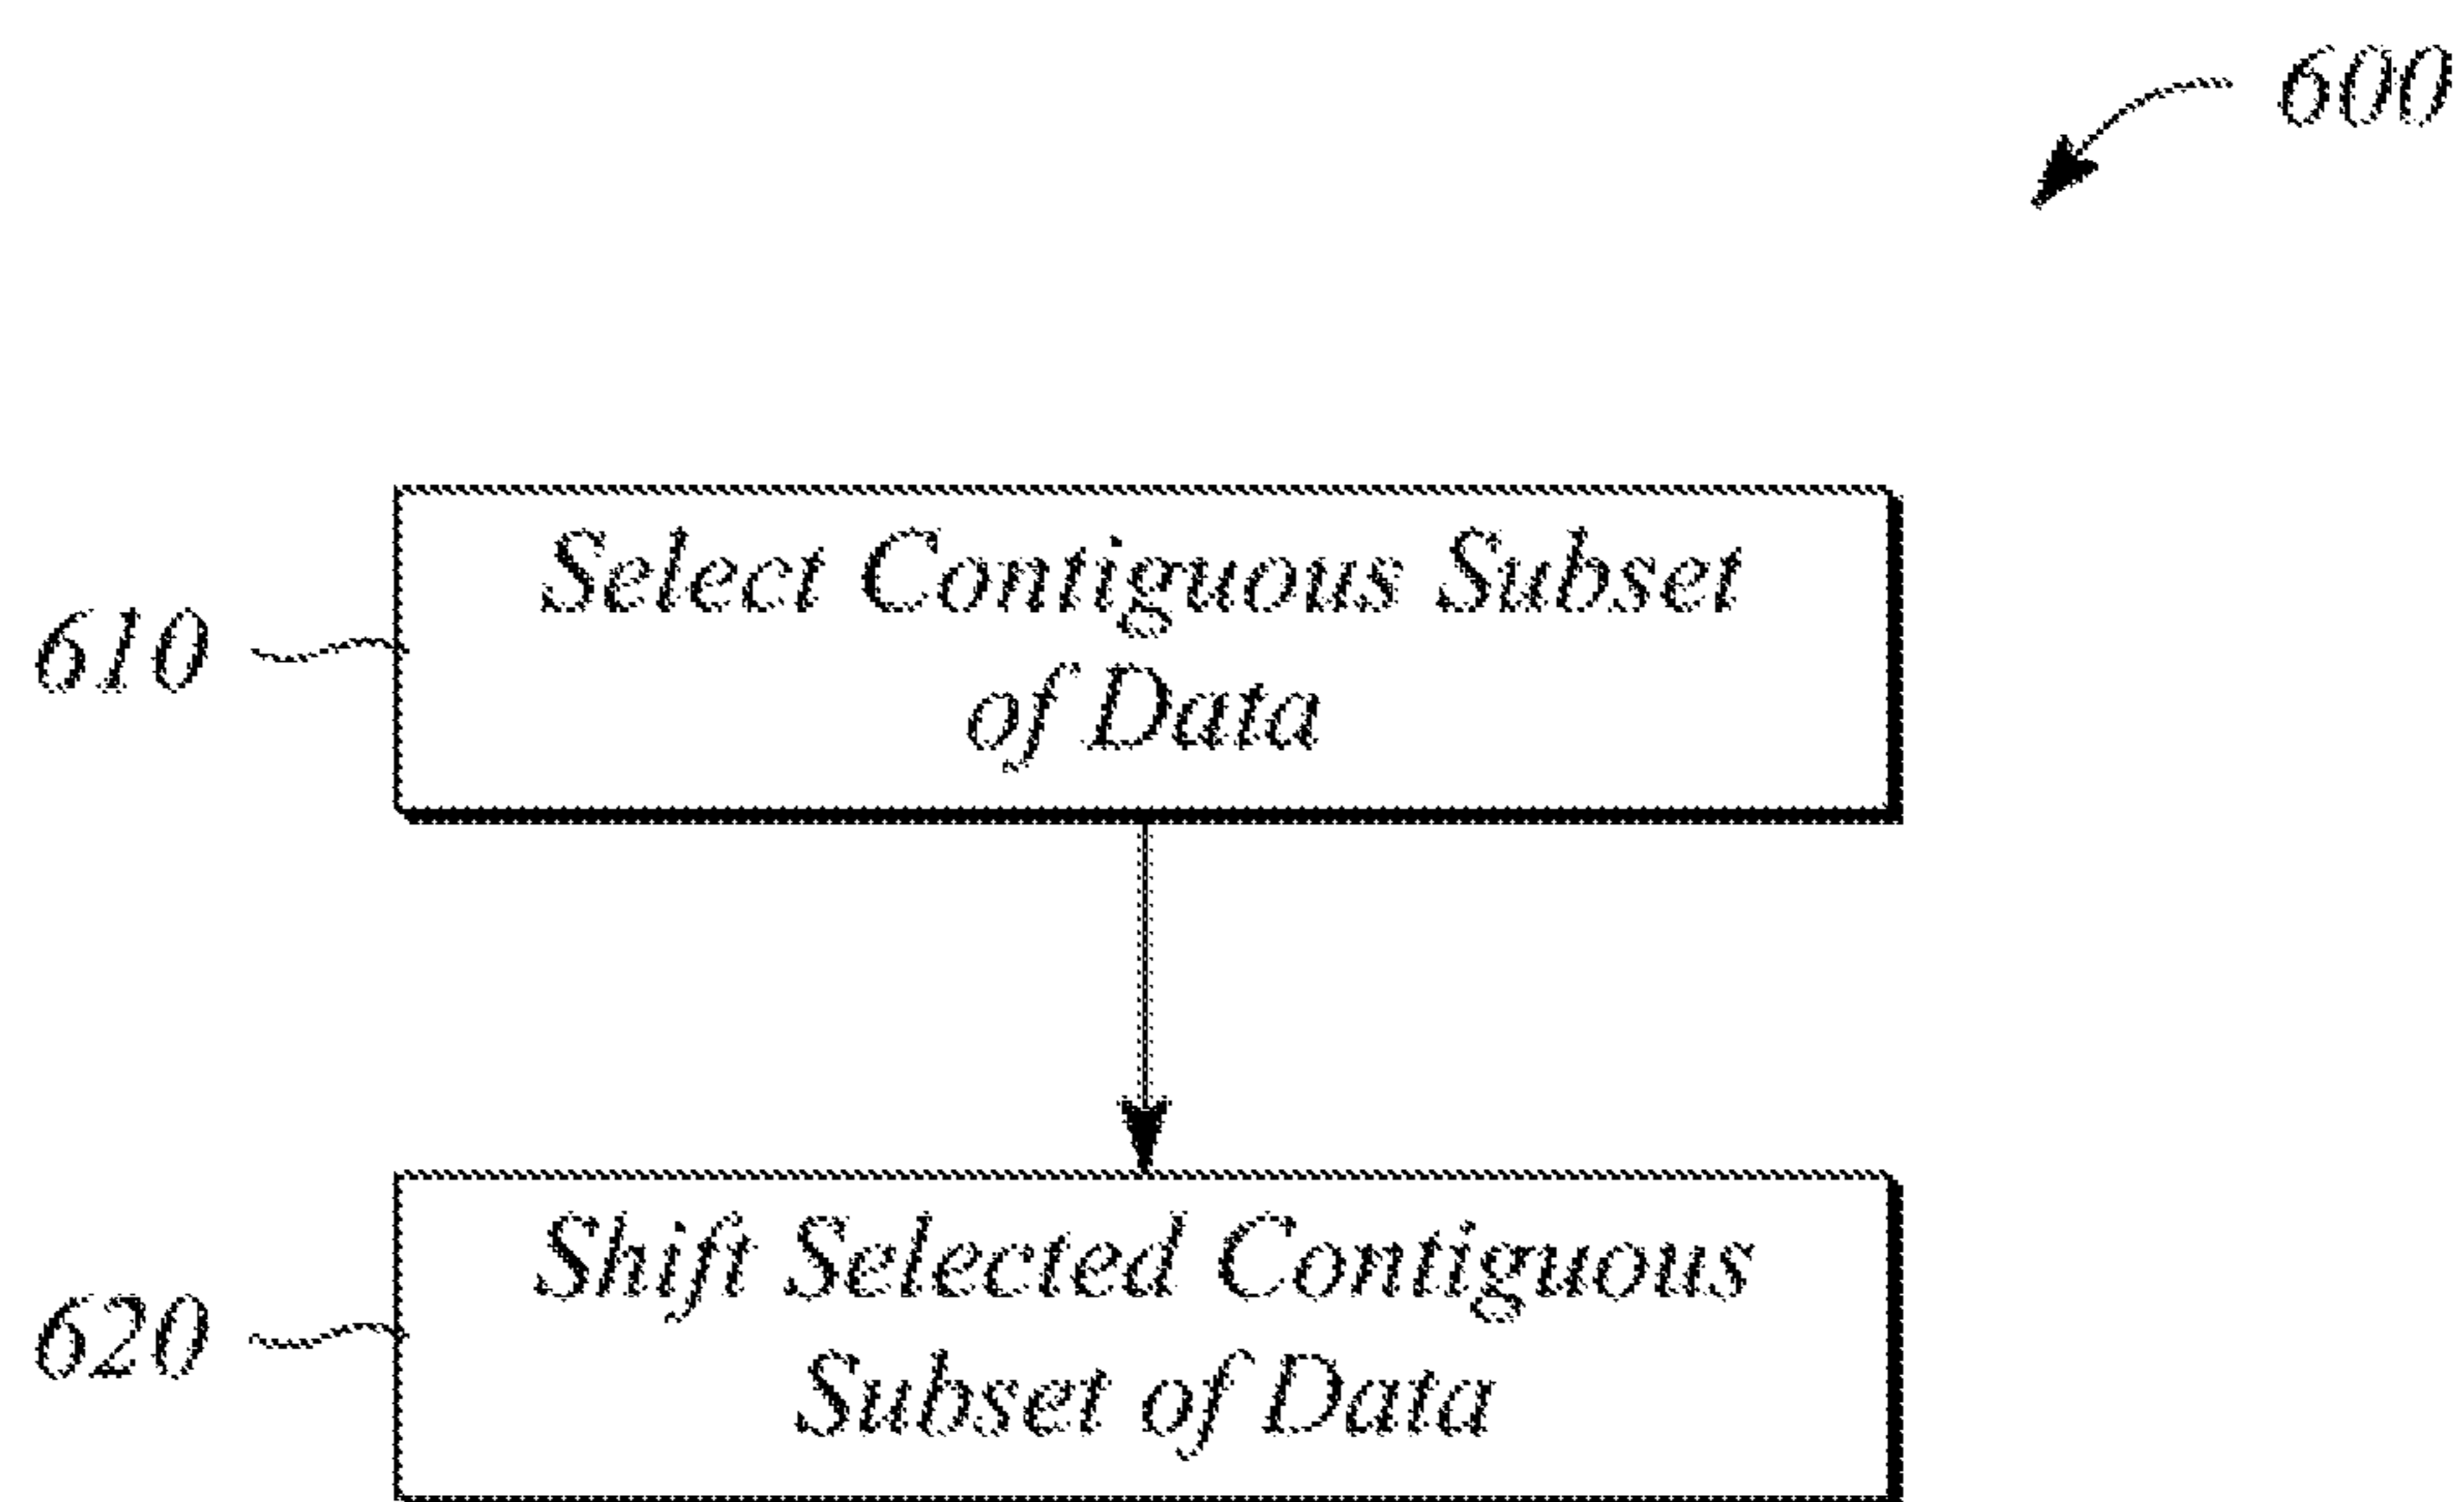 600
610
Select Contiguous Subset
of Data
620
Shift Selected Contiguous
Subset of Data